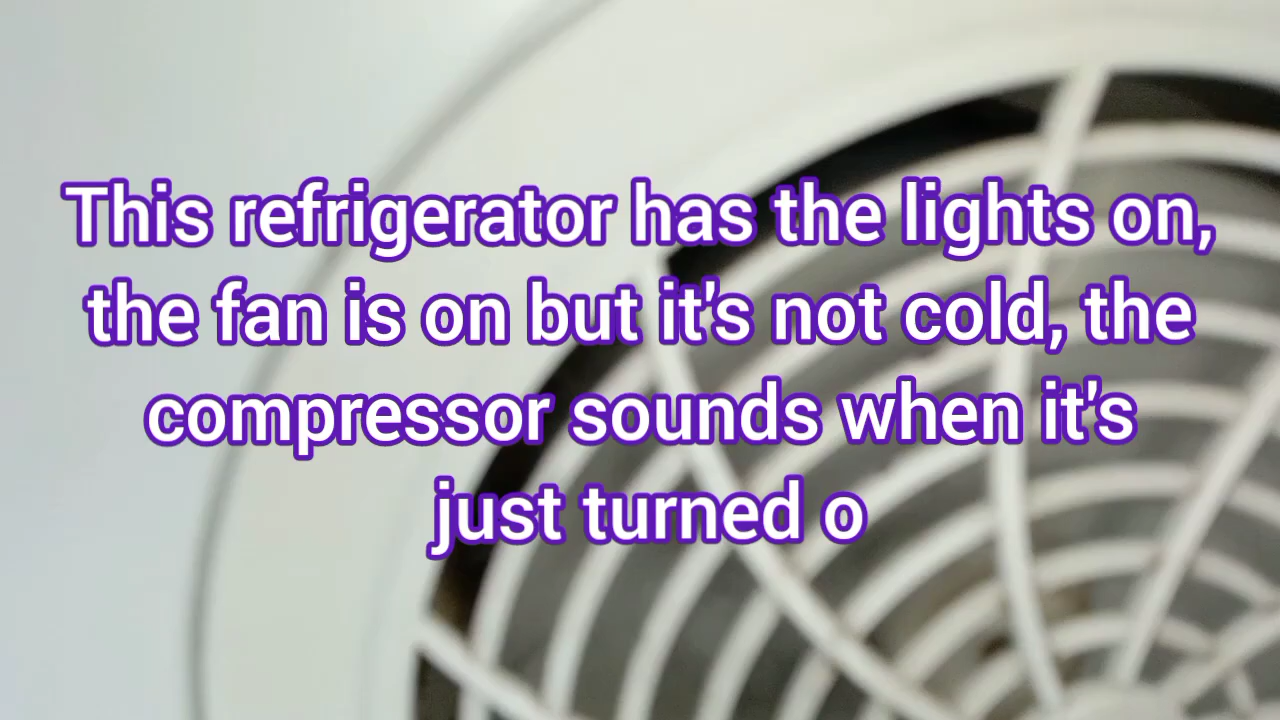 This refrigerator has the lights on,
the fan is on but it's not cold, the
compressor sounds when it's
just turned o